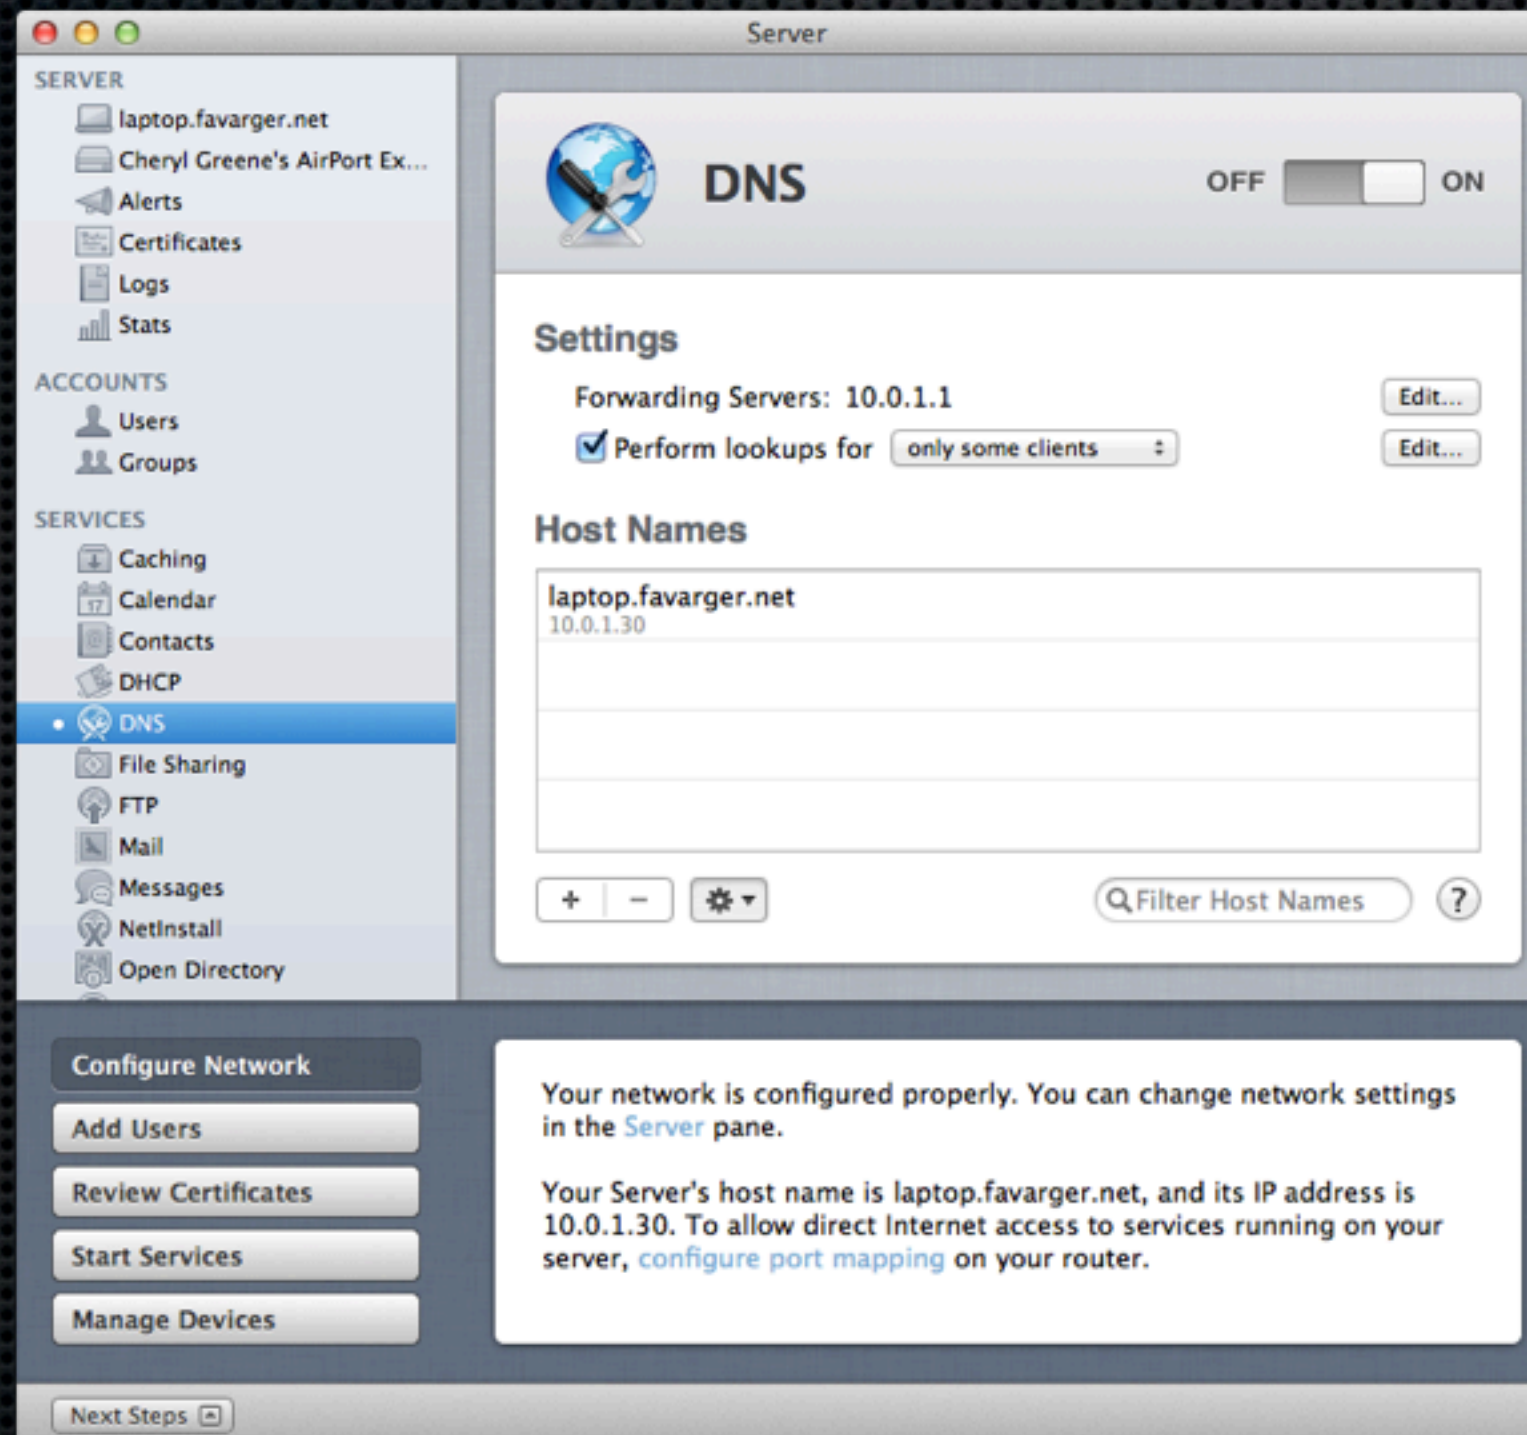 Server
SERVER
laptop.favarger.net
Cheryl Greene's AirPort Ex...
Alerts
Certificates
Logs
Stats
ACCOUNTS
Users
Groups
SERVICES
Caching
17
Calendar
Contacts
DHCP
DNS
File Sharing
FTP
Mail
Messages
NetInstall
Open Directory
DNS
OFF ON
Settings
Forwarding Servers: 10.0.1.1 Edit...
Perform lookups for only some clients Edit...
Host Names
laptop.favarger.net
10.0.1.30
+ − Filter Host Names ?
Configure Network
Add Users
Review Certificates
Start Services
Manage Devices
Your network is configured properly. You can change network settings
in the Server pane.
Your Server's host name is laptop.favarger.net, and its IP address is
10.0.1.30. To allow direct Internet access to services running on your
server, configure port mapping on your router.
Next Steps